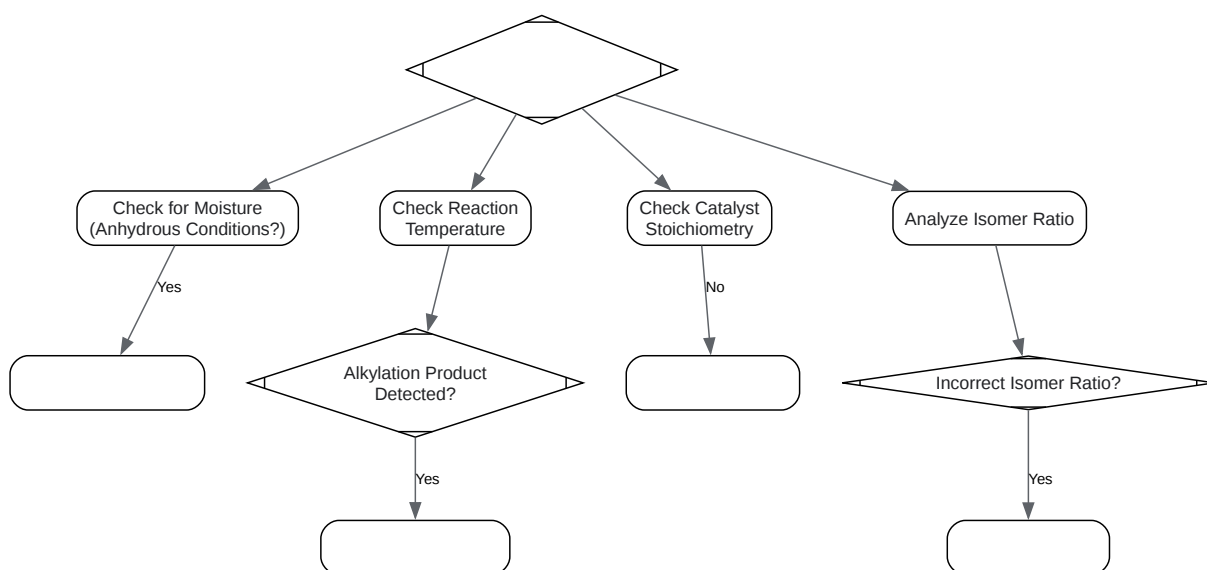 Check for Moisture
(Anhydrous Conditions?)
Check Reaction
Temperature
Check Catalyst
Stoichiometry
Analyze Isomer Ratio
Yes
No
Alkylation Product
Detected?
Incorrect Isomer Ratio?
Yes
Yes